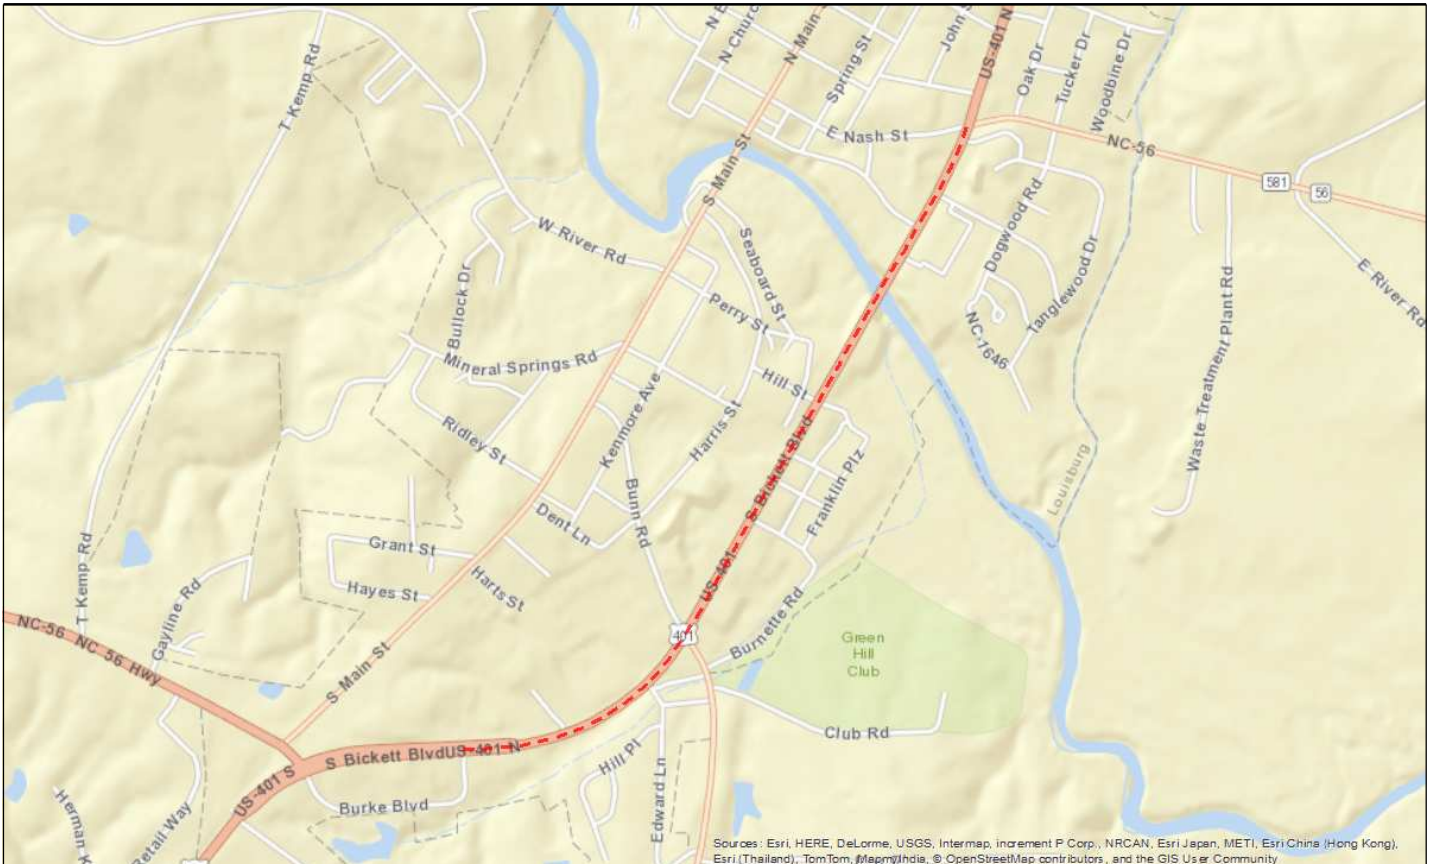 N Church
N Main
Spring St
John S
US-401 N
Oak Dr
Tucker Dr
Woodbine Dr
T Kemp Rd
E Nash St
NC-56
581
56
S Main St
W River Rd
Seaboard St
Dogwood Rd
Tanglewood Dr
E River Rd
Bullock Dr
Perry St
NC-1646
Waste Treatment Plant Rd
Mineral Springs Rd
Hill St
Kenmore Ave
Harris St
Ridley St
S Bickett Blvd
Franklin Plz
Louisburg
Bunn Rd
Dent Ln
T Kemp Rd
Grant St
Hayes St
Harts St
US-401
Gayline Rd
Burnette Rd
NC-56 NC 56 Hwy
401
Green
Hill
Club
S Main St
Club Rd
S Bickett Blvd
US-401 N
US-401 S
Hill Pl
Edward Ln
Burke Blvd
Retail Way
Sources: Esri, HERE, DeLorme, USGS, Intermap, increment P Corp., NRCAN, Esri Japan, METI, Esri China (Hong Kong),
Esri (Thailand), TomTom, MapmyIndia, © OpenStreetMap contributors, and the GIS User Community